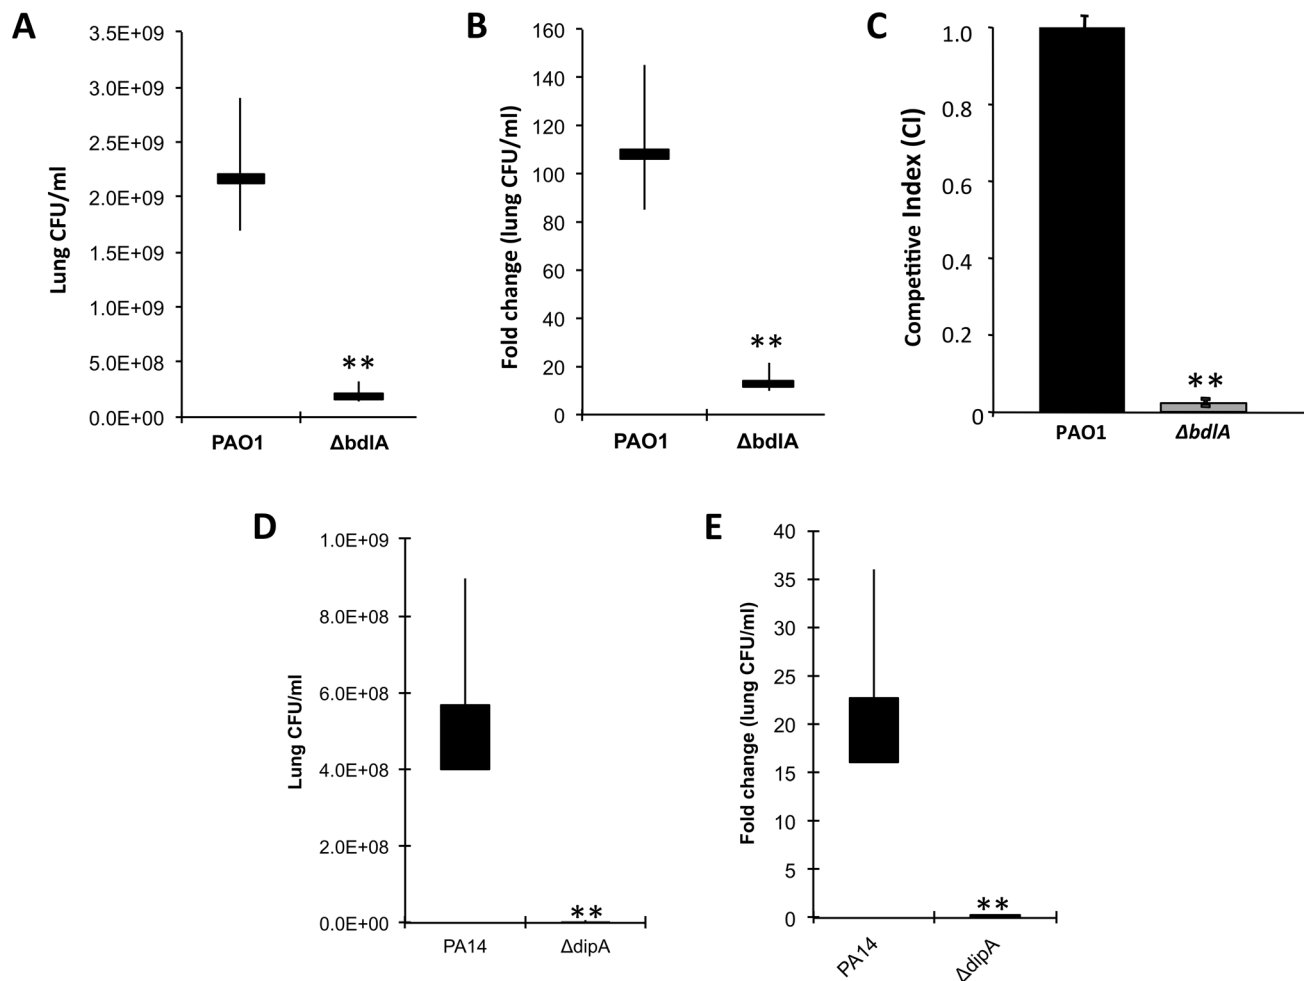 A
Lung CFU/ml
3.5E+09
3.0E+09
2.5E+09
2.0E+09
1.5E+09
1.0E+09
5.0E+08
0.0E+00
**
PAO1 ΔbdlA
B
Fold change (lung CFU/ml)
160
140
120
100
80
60
40
20
0
**
PAO1 ΔbdlA
C
Competitive Index (CI)
1.0
0.8
0.6
0.4
0.2
0
**
PAO1 ΔbdlA
D
Lung CFU/ml
1.0E+09
8.0E+08
6.0E+08
4.0E+08
2.0E+08
0.0E+00
**
PA14 ΔdipA
E
Fold change (lung CFU/ml)
40
35
30
25
20
15
10
5
0
**
PA14 ΔdipA